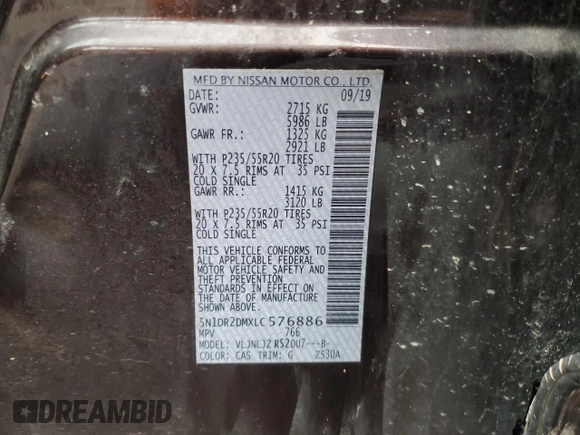 MFD BY NISSAN MOTOR CO., LTD.
DATE: 09/19
GVWR: 2715 KG
5986 LB
GAWR FR.: 1325 KG
2921 LB
WITH P235/55R20 TIRES
20 X 7.5 RIMS AT 35 PSI
COLD SINGLE
GAWR RR.: 1415 KG
3120 LB
WITH P235/55R20 TIRES
20 X 7.5 RIMS AT 35 PSI
COLD SINGLE
THIS VEHICLE CONFORMS TO
ALL APPLICABLE FEDERAL
MOTOR VEHICLE SAFETY AND
THEFT PREVENTION
STANDARDS IN EFFECT ON
THE DATE OF MANUFACTURE
SHOWN ABOVE.
5N1DR2DMXLC576886
MPV 766
MODEL: VLJNLJZ R520U7---B-
COLOR: CAS TRIM: G ZS30A
DREAMBID